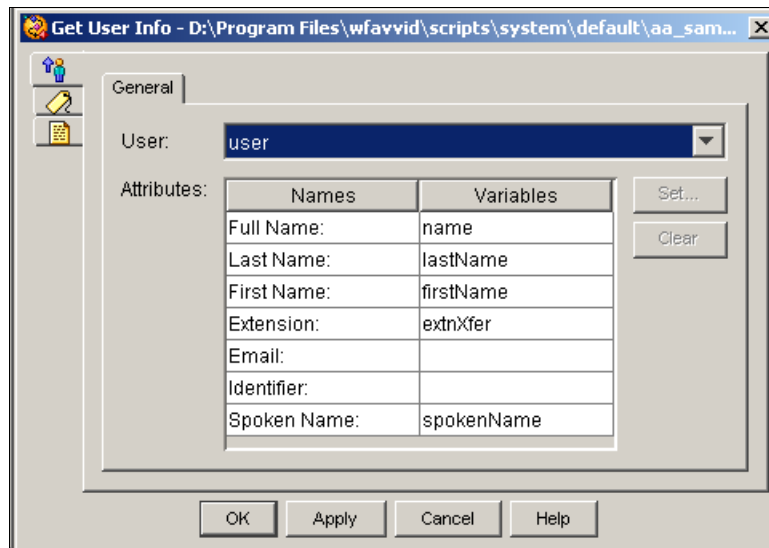 Get User Info - D:\Program Files\wfavvid\scripts\system\default\aa_sam...
General
User: user
Attributes: Names Variables Set...
Full Name: name Clear
Last Name: lastName
First Name: firstName
Extension: extnXfer
Email:
Identifier:
Spoken Name: spokenName
OK Apply Cancel Help